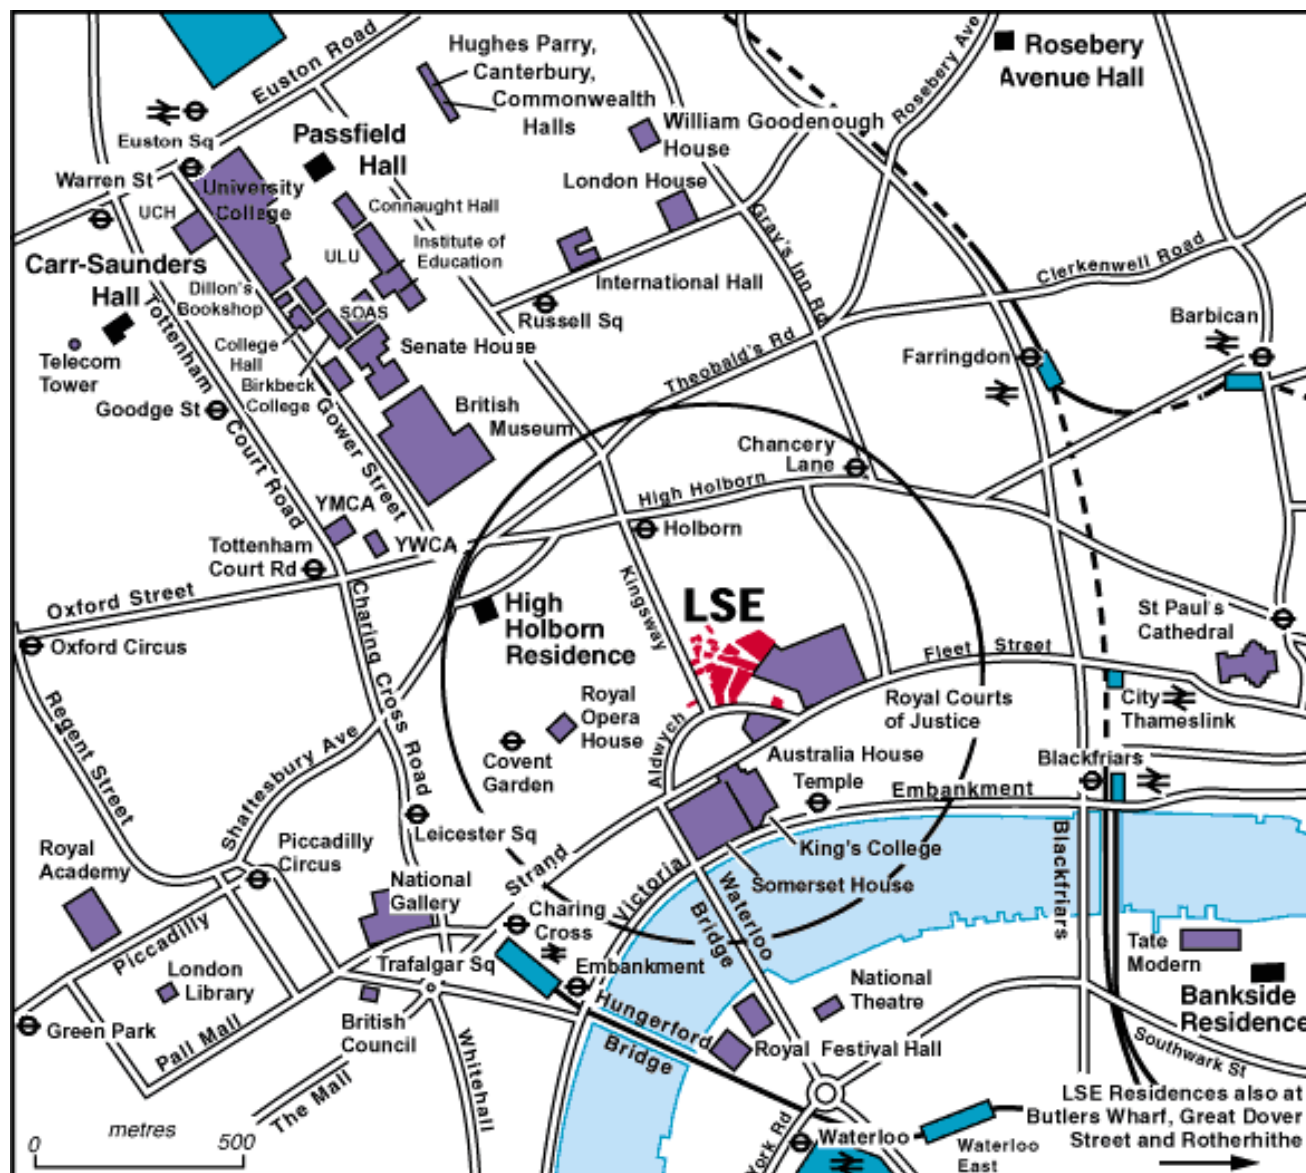 Euston Road
Hughes Parry,
Canterbury,
Commonwealth
Halls
Rosebery Ave
Rosebery
Avenue Hall
Euston Sq
Passfield
Hall
William Goodenough
House
Warren St
University
College
UCH
London House
Connaught Hall
Institute of
Education
ULU
Gray's Inn Rd
Clerkenwell Road
Carr-Saunders
Hall
Dillon's
Bookshop
SOAS
International Hall
Russell Sq
Barbican
Telecom
Tower
Tottenham
Court Road
College
Hall
Birkbeck
College
Senate House
Theobald's Rd
Farringdon
Goodge St
Gower Street
British
Museum
Chancery
Lane
High Holborn
YMCA
YWCA
Holborn
Tottenham
Court Rd
Oxford Street
Oxford Circus
Charing Cross Road
High
Holborn
Residence
Kingsway
LSE
St Paul's
Cathedral
Fleet Street
Royal
Opera
House
Royal Courts
of Justice
City
Thameslink
Regent Street
Shaftesbury Ave
Covent
Garden
Aldwych
Australia House
Temple
Blackfriars
Embankment
Leicester Sq
Piccadilly
Circus
Royal
Academy
King's College
Somerset House
Blackfriars
Strand
Victoria
Waterloo
Bridge
National
Gallery
Charing
Cross
Piccadilly
London
Library
Trafalgar Sq
Embankment
Tate
Modern
National
Theatre
Bankside
Residence
Green Park
Pall Mall
British
Council
Hungerford
Bridge
Royal Festival Hall
Southwark St
Whitehall
The Mall
metres
0 500
York Rd
Waterloo
Waterloo
East
LSE Residences also at
Butlers Wharf, Great Dover
Street and Rotherhithe